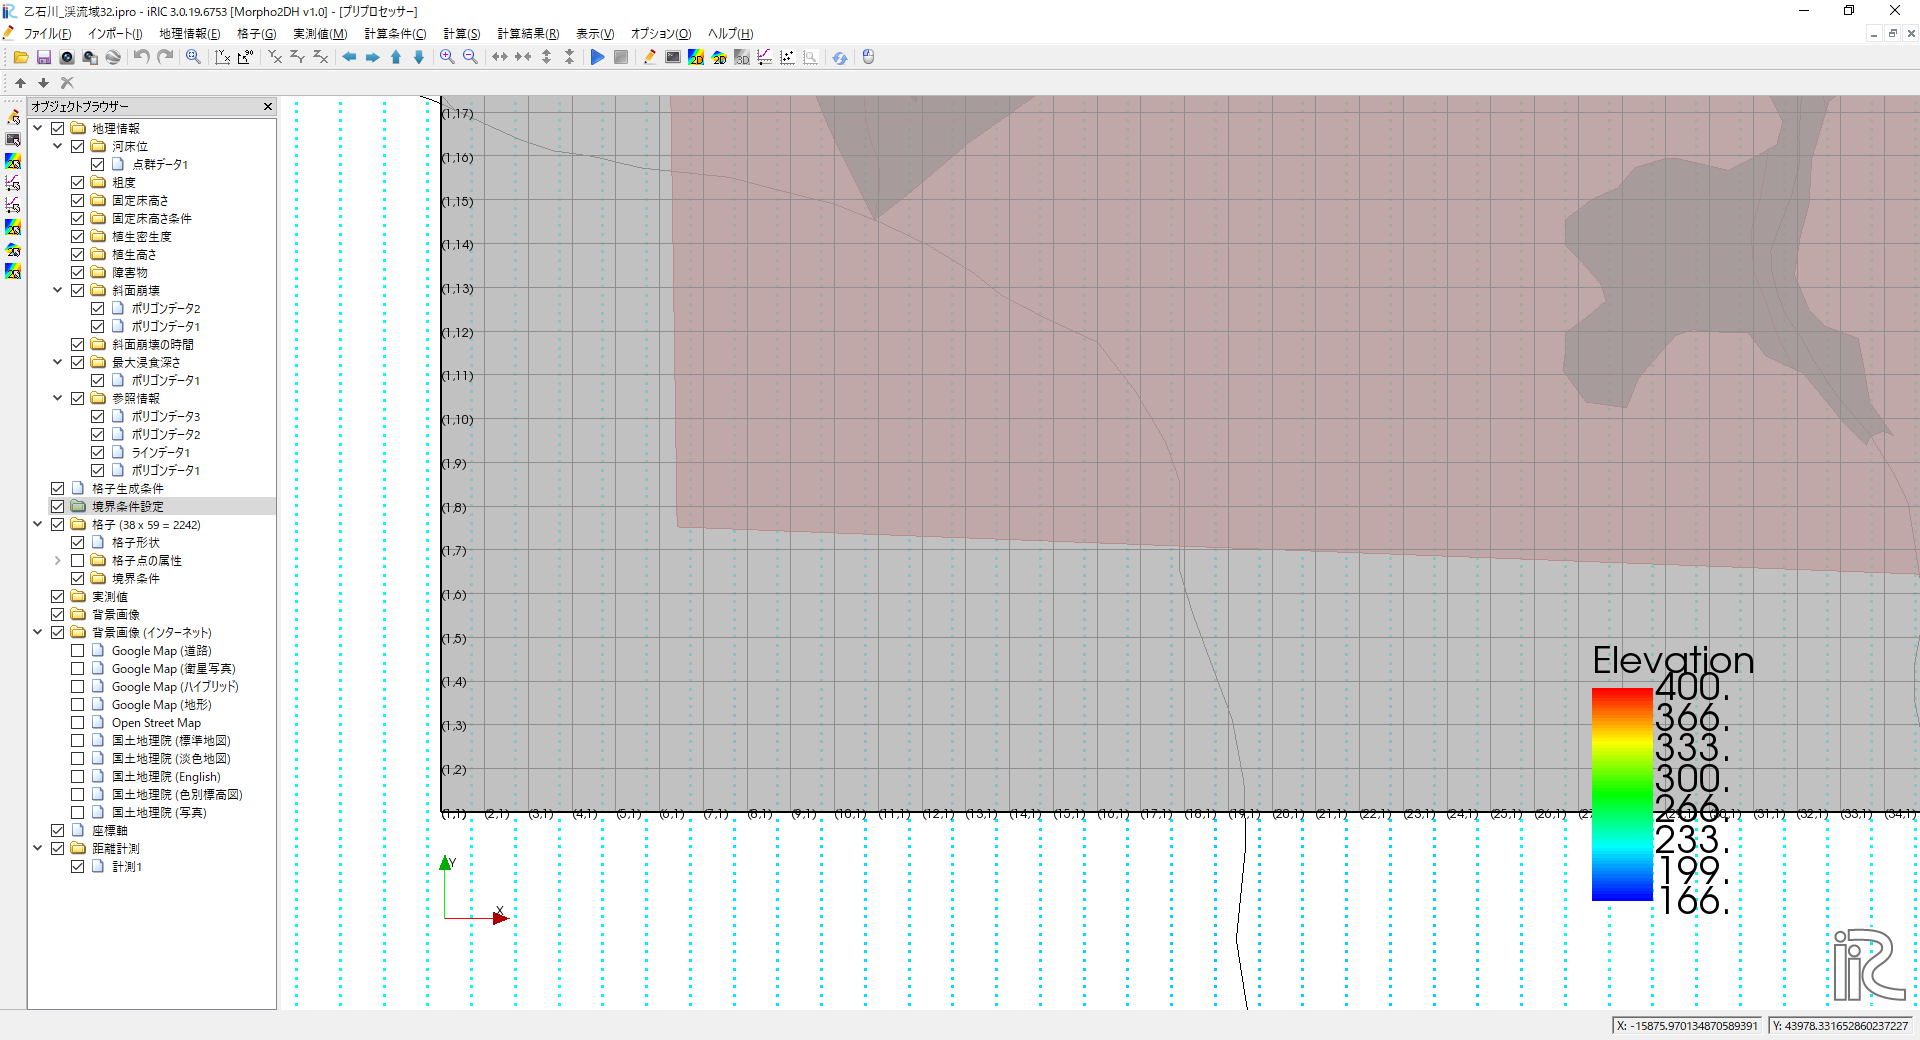 乙石川_渓流域32.ipro - iRIC 3.0.19.6753 [Morpho2DH v1.0] - [プリプロセッサー]
ファイル(F) インポート(I) 地理情報(E) 格子(G) 実測値(M) 計算条件(C) 計算(S) 計算結果(R) 表示(V) オプション(O) ヘルプ(H)
オブジェクトブラウザー
地理情報
河床位
点群データ1
粗度
固定床高さ
固定床高さ条件
植生密生度
植生高さ
障害物
斜面崩壊
ポリゴンデータ2
ポリゴンデータ1
斜面崩壊の時間
最大浸食深さ
ポリゴンデータ1
参照情報
ポリゴンデータ3
ポリゴンデータ2
ラインデータ1
ポリゴンデータ1
格子生成条件
境界条件設定
格子 (38 x 59 = 2242)
格子形状
格子点の属性
境界条件
実測値
背景画像
背景画像 (インターネット)
Google Map (道路)
Google Map (衛星写真)
Google Map (ハイブリッド)
Google Map (地形)
Open Street Map
国土地理院 (標準地図)
国土地理院 (淡色地図)
国土地理院 (English)
国土地理院 (色別標高図)
国土地理院 (写真)
座標軸
距離計測
計測1
(1,17)
(1,16)
(1,15)
(1,14)
(1,13)
(1,12)
(1,11)
(1,10)
(1,9)
(1,8)
(1,7)
(1,6)
(1,5)
(1,4)
(1,3)
(1,2)
(1,1) (2,1) (3,1) (4,1) (5,1) (6,1) (7,1) (8,1) (9,1) (10,1) (11,1) (12,1) (13,1) (14,1) (15,1) (16,1) (17,1) (18,1) (19,1) (20,1) (21,1) (22,1) (23,1) (24,1) (25,1) (26,1) (29,1) (30,1) (31,1) (32,1) (33,1) (34,1)
Elevation
400.
366.
333.
300.
266.
233.
199.
166.
Y
X
iRIC
X: -15875.970134870589391 Y: 43978.331652860237227